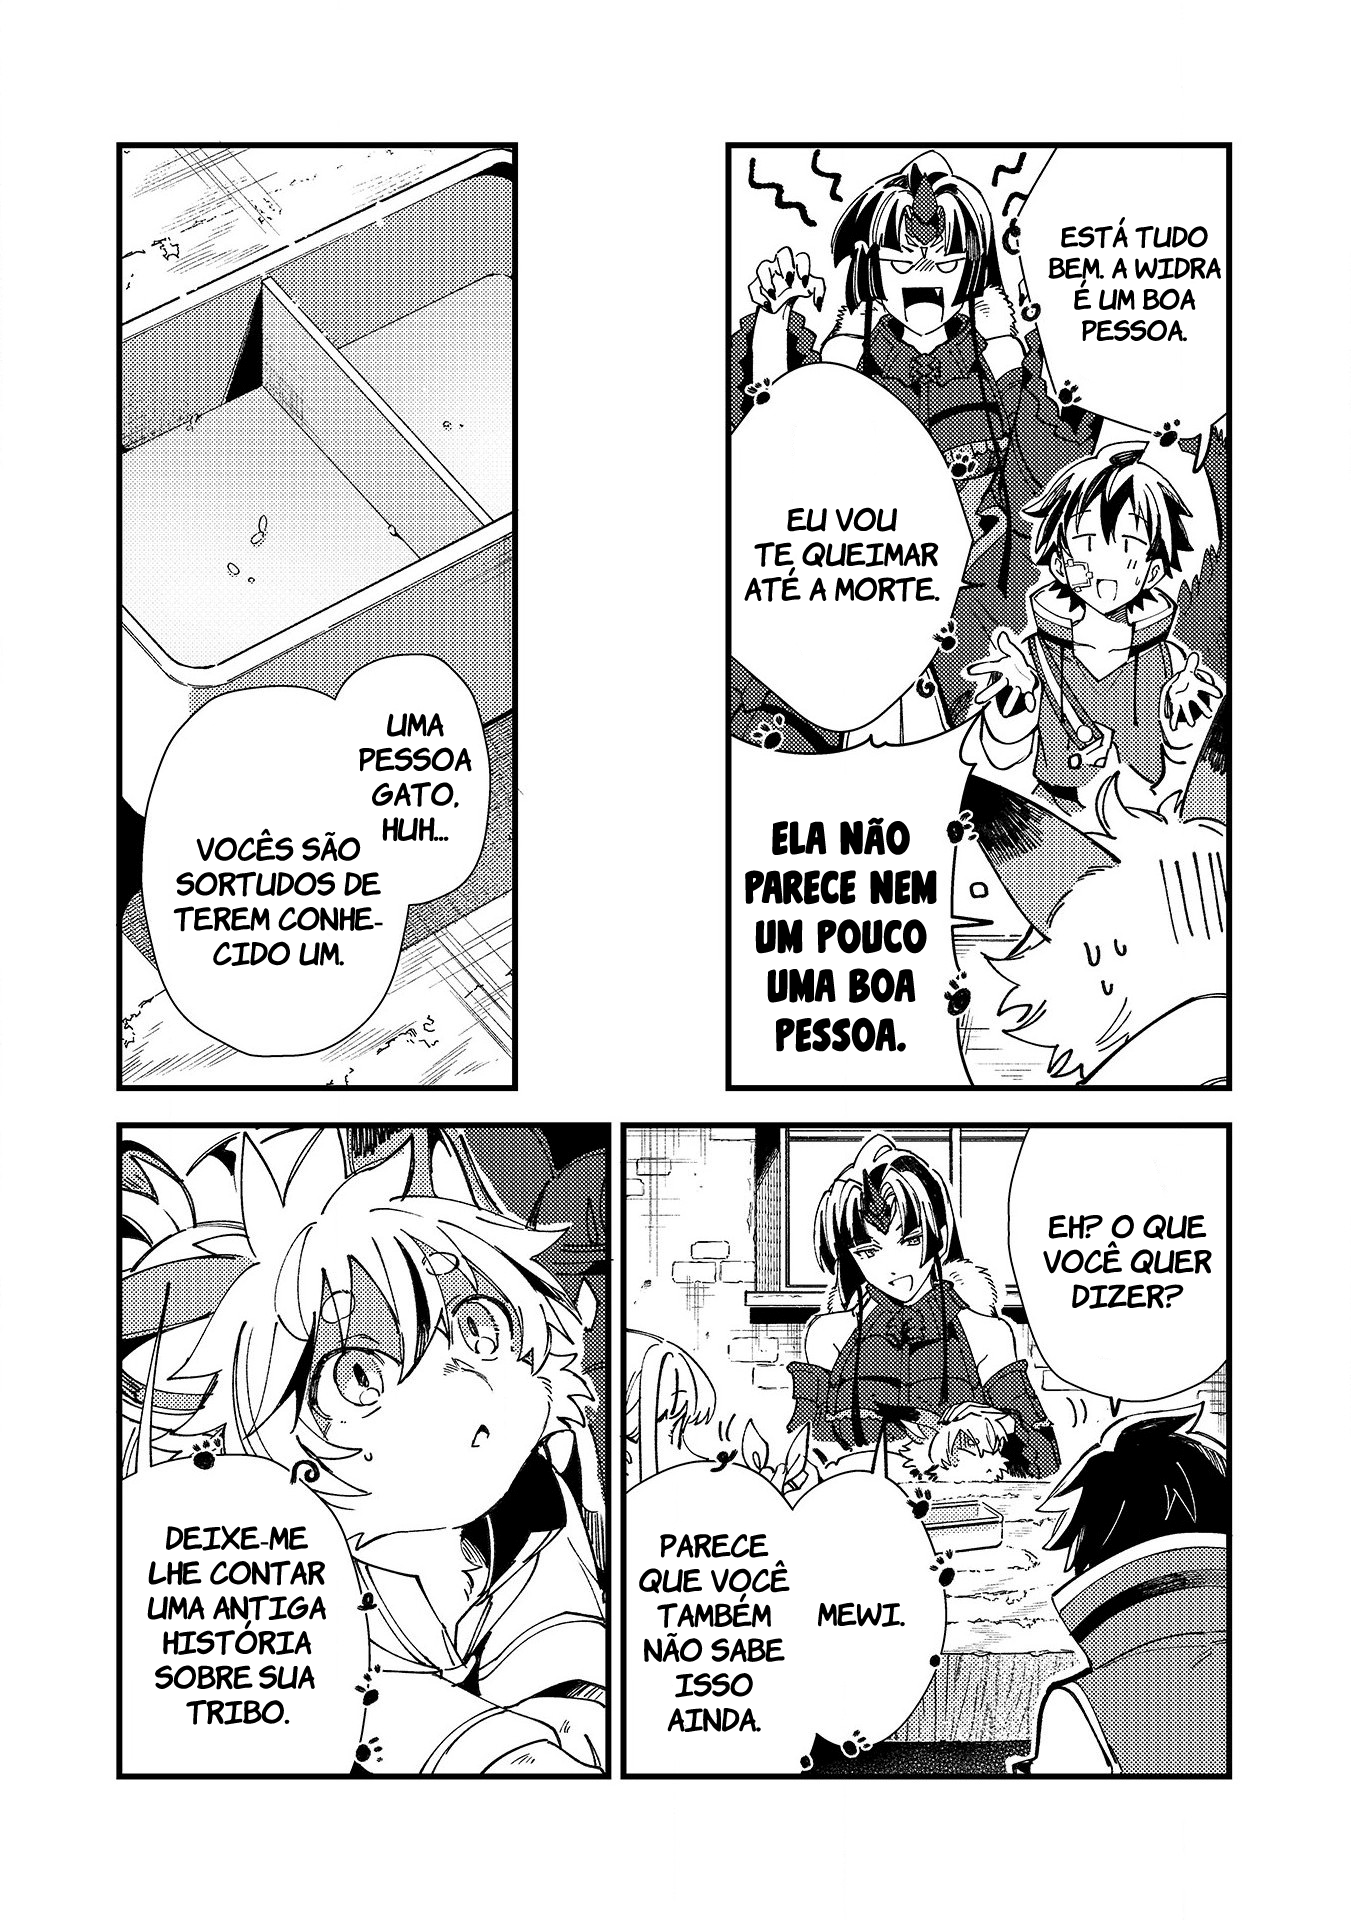 ESTÁ TUDO
BEM. A WIDRA
É UM BOA
PESSOA.
EU VOU
TE QUEIMAR
ATÉ A MORTE.
ELA NÃO
PARECE NEM
UM POUCO
UMA BOA
PESSOA.
UMA
PESSOA
GATO,
HUH...
VOCÊS SÃO
SORTUDOS DE
TEREM CONHE-
CIDO UM.
EH? O QUE
VOCÊ QUER
DIZER?
MEWI.
PARECE
QUE VOCÊ
TAMBÉM
NÃO SABE
ISSO
AINDA.
DEIXE-ME
LHE CONTAR
UMA ANTIGA
HISTÓRIA
SOBRE SUA
TRIBO.